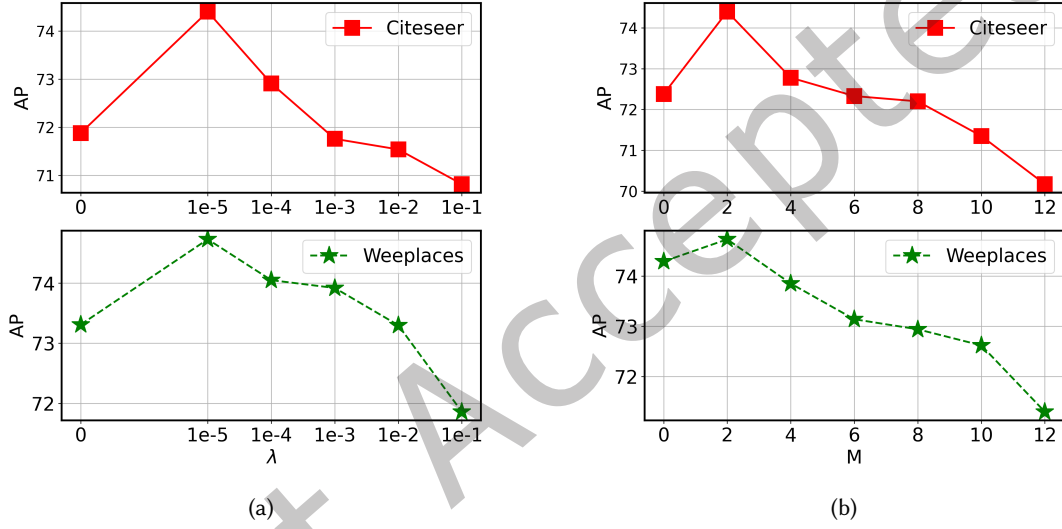 Citeseer
AP
74
73
72
71
0 1e-5 1e-4 1e-3 1e-2 1e-1
Weeplaces
AP
74
73
72
0 1e-5 1e-4 1e-3 1e-2 1e-1
λ
(a)
Citeseer
AP
74
73
72
71
70
0 2 4 6 8 10 12
Weeplaces
AP
74
73
72
0 2 4 6 8 10 12
M
(b)
t Accepte